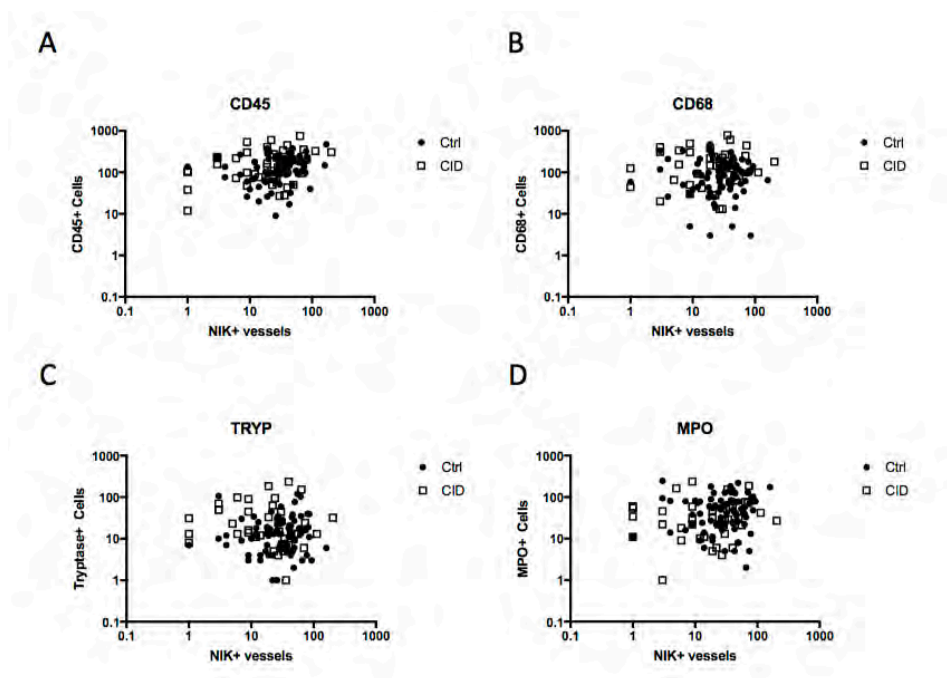 A
CD45
1000
100
10
1
0.1
CD45+ Cells
0.1 1 10 100 1000
NIK+ vessels
Ctrl
CID
B
CD68
1000
100
10
1
0.1
CD68+ Cells
0.1 1 10 100 1000
NIK+ vessels
Ctrl
CID
C
TRYP
1000
100
10
1
0.1
Tryptase+ Cells
0.1 1 10 100 1000
NIK+ vessels
Ctrl
CID
D
MPO
1000
100
10
1
0.1
MPO+ Cells
0.1 1 10 100 1000
NIK+ vessels
Ctrl
CID